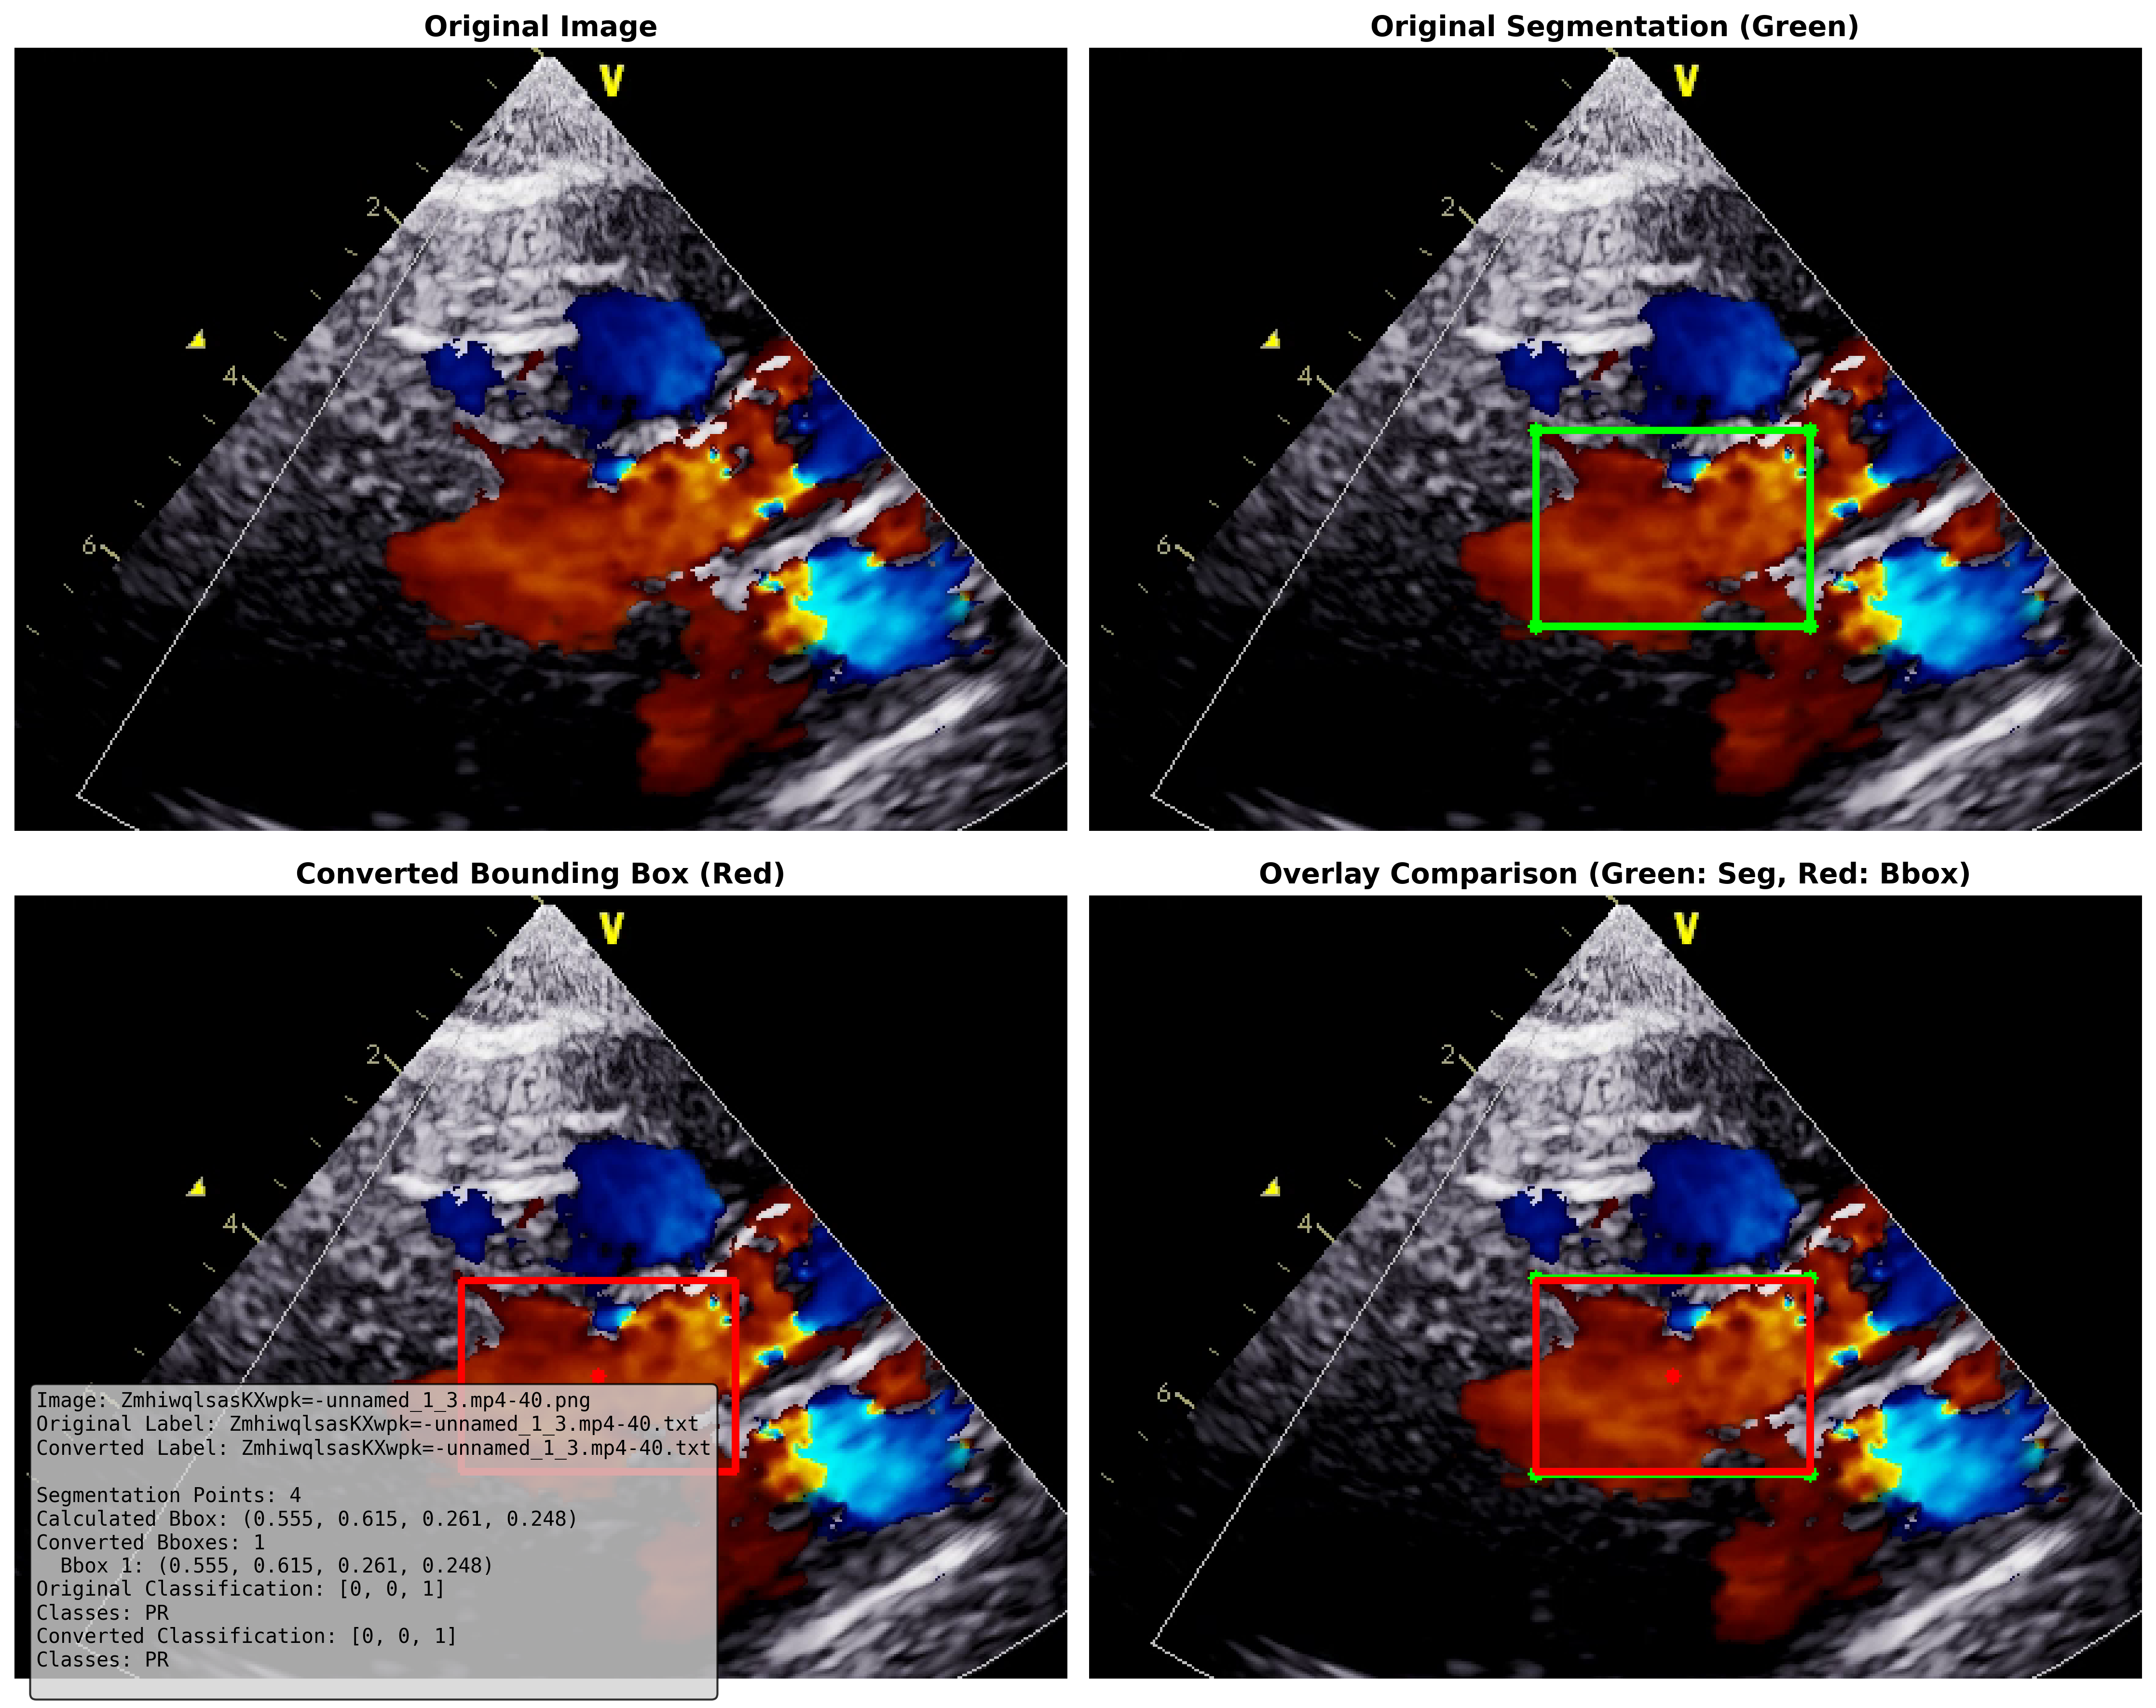 Original Image
V
2
4
6
Original Segmentation (Green)
V
2
4
6
Converted Bounding Box (Red)
V
2
4
Image: ZmhiwqlsasKXwpk=-unnamed_1_3.mp4-40.png
Original Label: ZmhiwqlsasKXwpk=-unnamed_1_3.mp4-40.txt
Converted Label: ZmhiwqlsasKXwpk=-unnamed_1_3.mp4-40.txt
Segmentation Points: 4
Calculated Bbox: (0.555, 0.615, 0.261, 0.248)
Converted Bboxes: 1
Bbox 1: (0.555, 0.615, 0.261, 0.248)
Original Classification: [0, 0, 1]
Classes: PR
Converted Classification: [0, 0, 1]
Classes: PR
Overlay Comparison (Green: Seg, Red: Bbox)
V
2
4
6